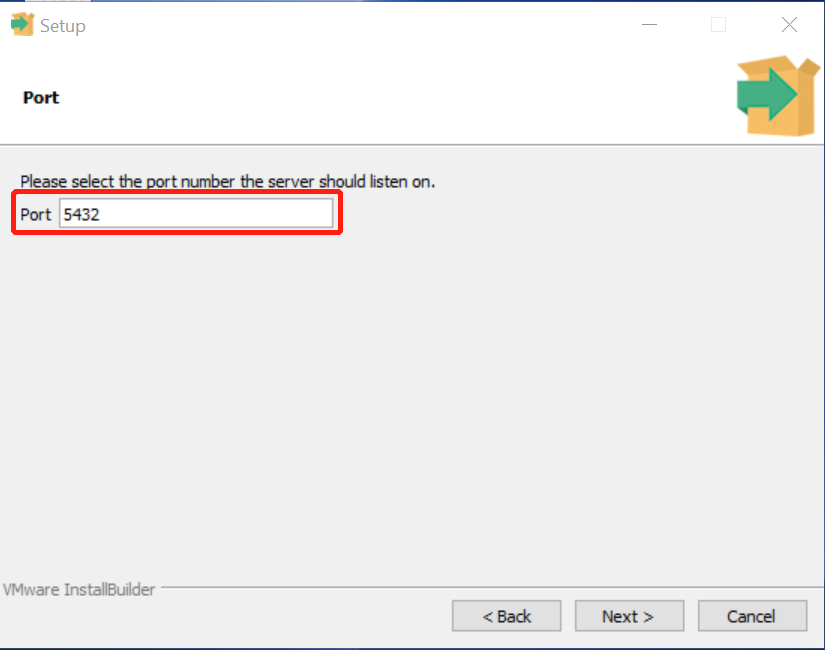 Setup
Port
Please select the port number the server should listen on.
Port 5432
VMware InstallBuilder
< Back Next > Cancel